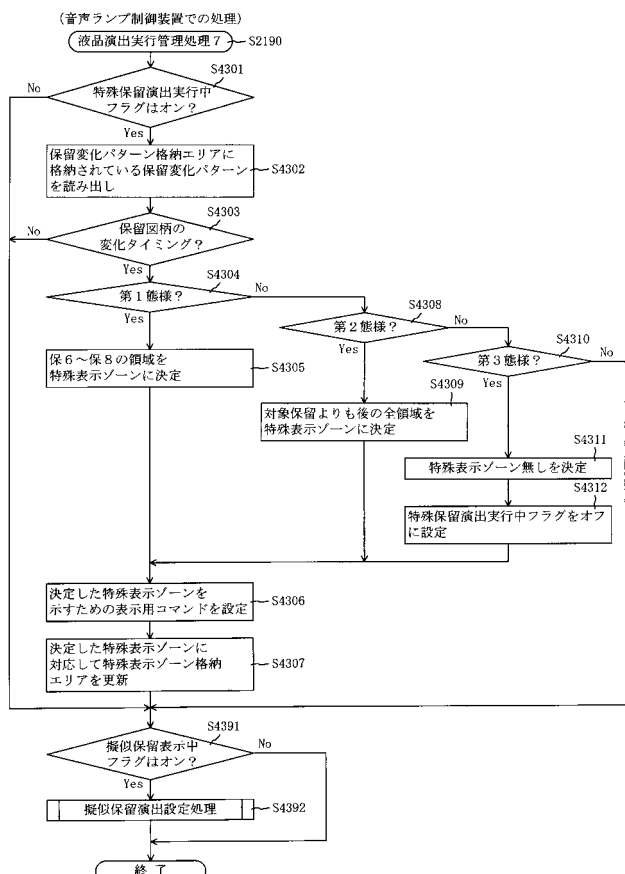 (音声ランプ制御装置での処理)
液晶演出実行管理処理7
S2190
S4301
特殊保留演出実行中
フラグはオン?
No
Yes
保留変化パターン格納エリアに
格納されている保留変化パターン
を読み出し
S4302
S4303
保留図柄の
変化タイミング?
No
Yes
S4304
第1態様?
No
Yes
S4308
第2態様?
No
Yes
S4310
第3態様?
No
Yes
保6~保8の領域を
特殊表示ゾーンに決定
S4305
S4309
対象保留よりも後の全領域を
特殊表示ゾーンに決定
S4311
特殊表示ゾーン無しを決定
S4312
特殊保留演出実行中フラグをオフ
に設定
決定した特殊表示ゾーンを
示すための表示用コマンドを設定
S4306
決定した特殊表示ゾーンに
対応して特殊表示ゾーン格納
エリアを更新
S4307
S4391
擬似保留表示中
フラグはオン?
No
Yes
擬似保留演出設定処理
S4392
終了